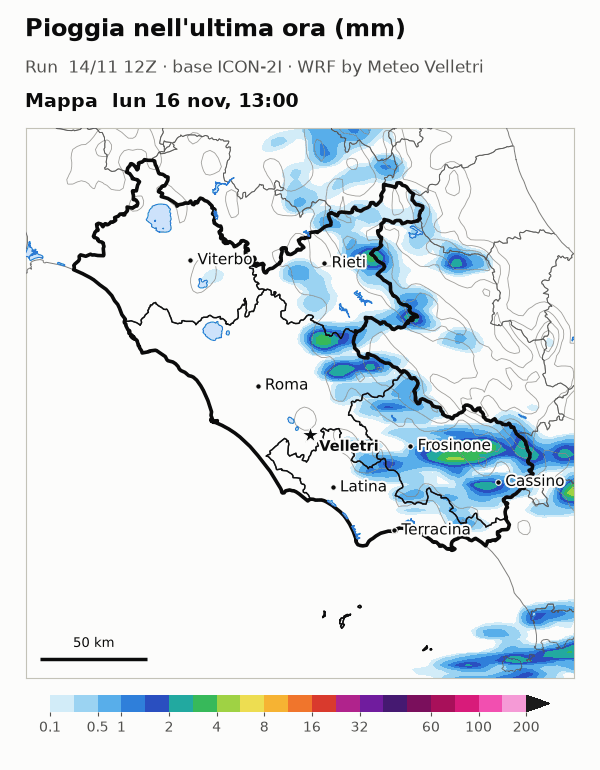 Pioggia nell'ultima ora (mm)
Run 14/11 12Z · base ICON-2I · WRF by Meteo Velletri
Mappa lun 16 nov, 13:00
Viterbo
Rieti
Roma
Velletri
Frosinone
Latina
Cassino
Terracina
50 km
0.1 0.5 1 2 4 8 16 32 60 100 200